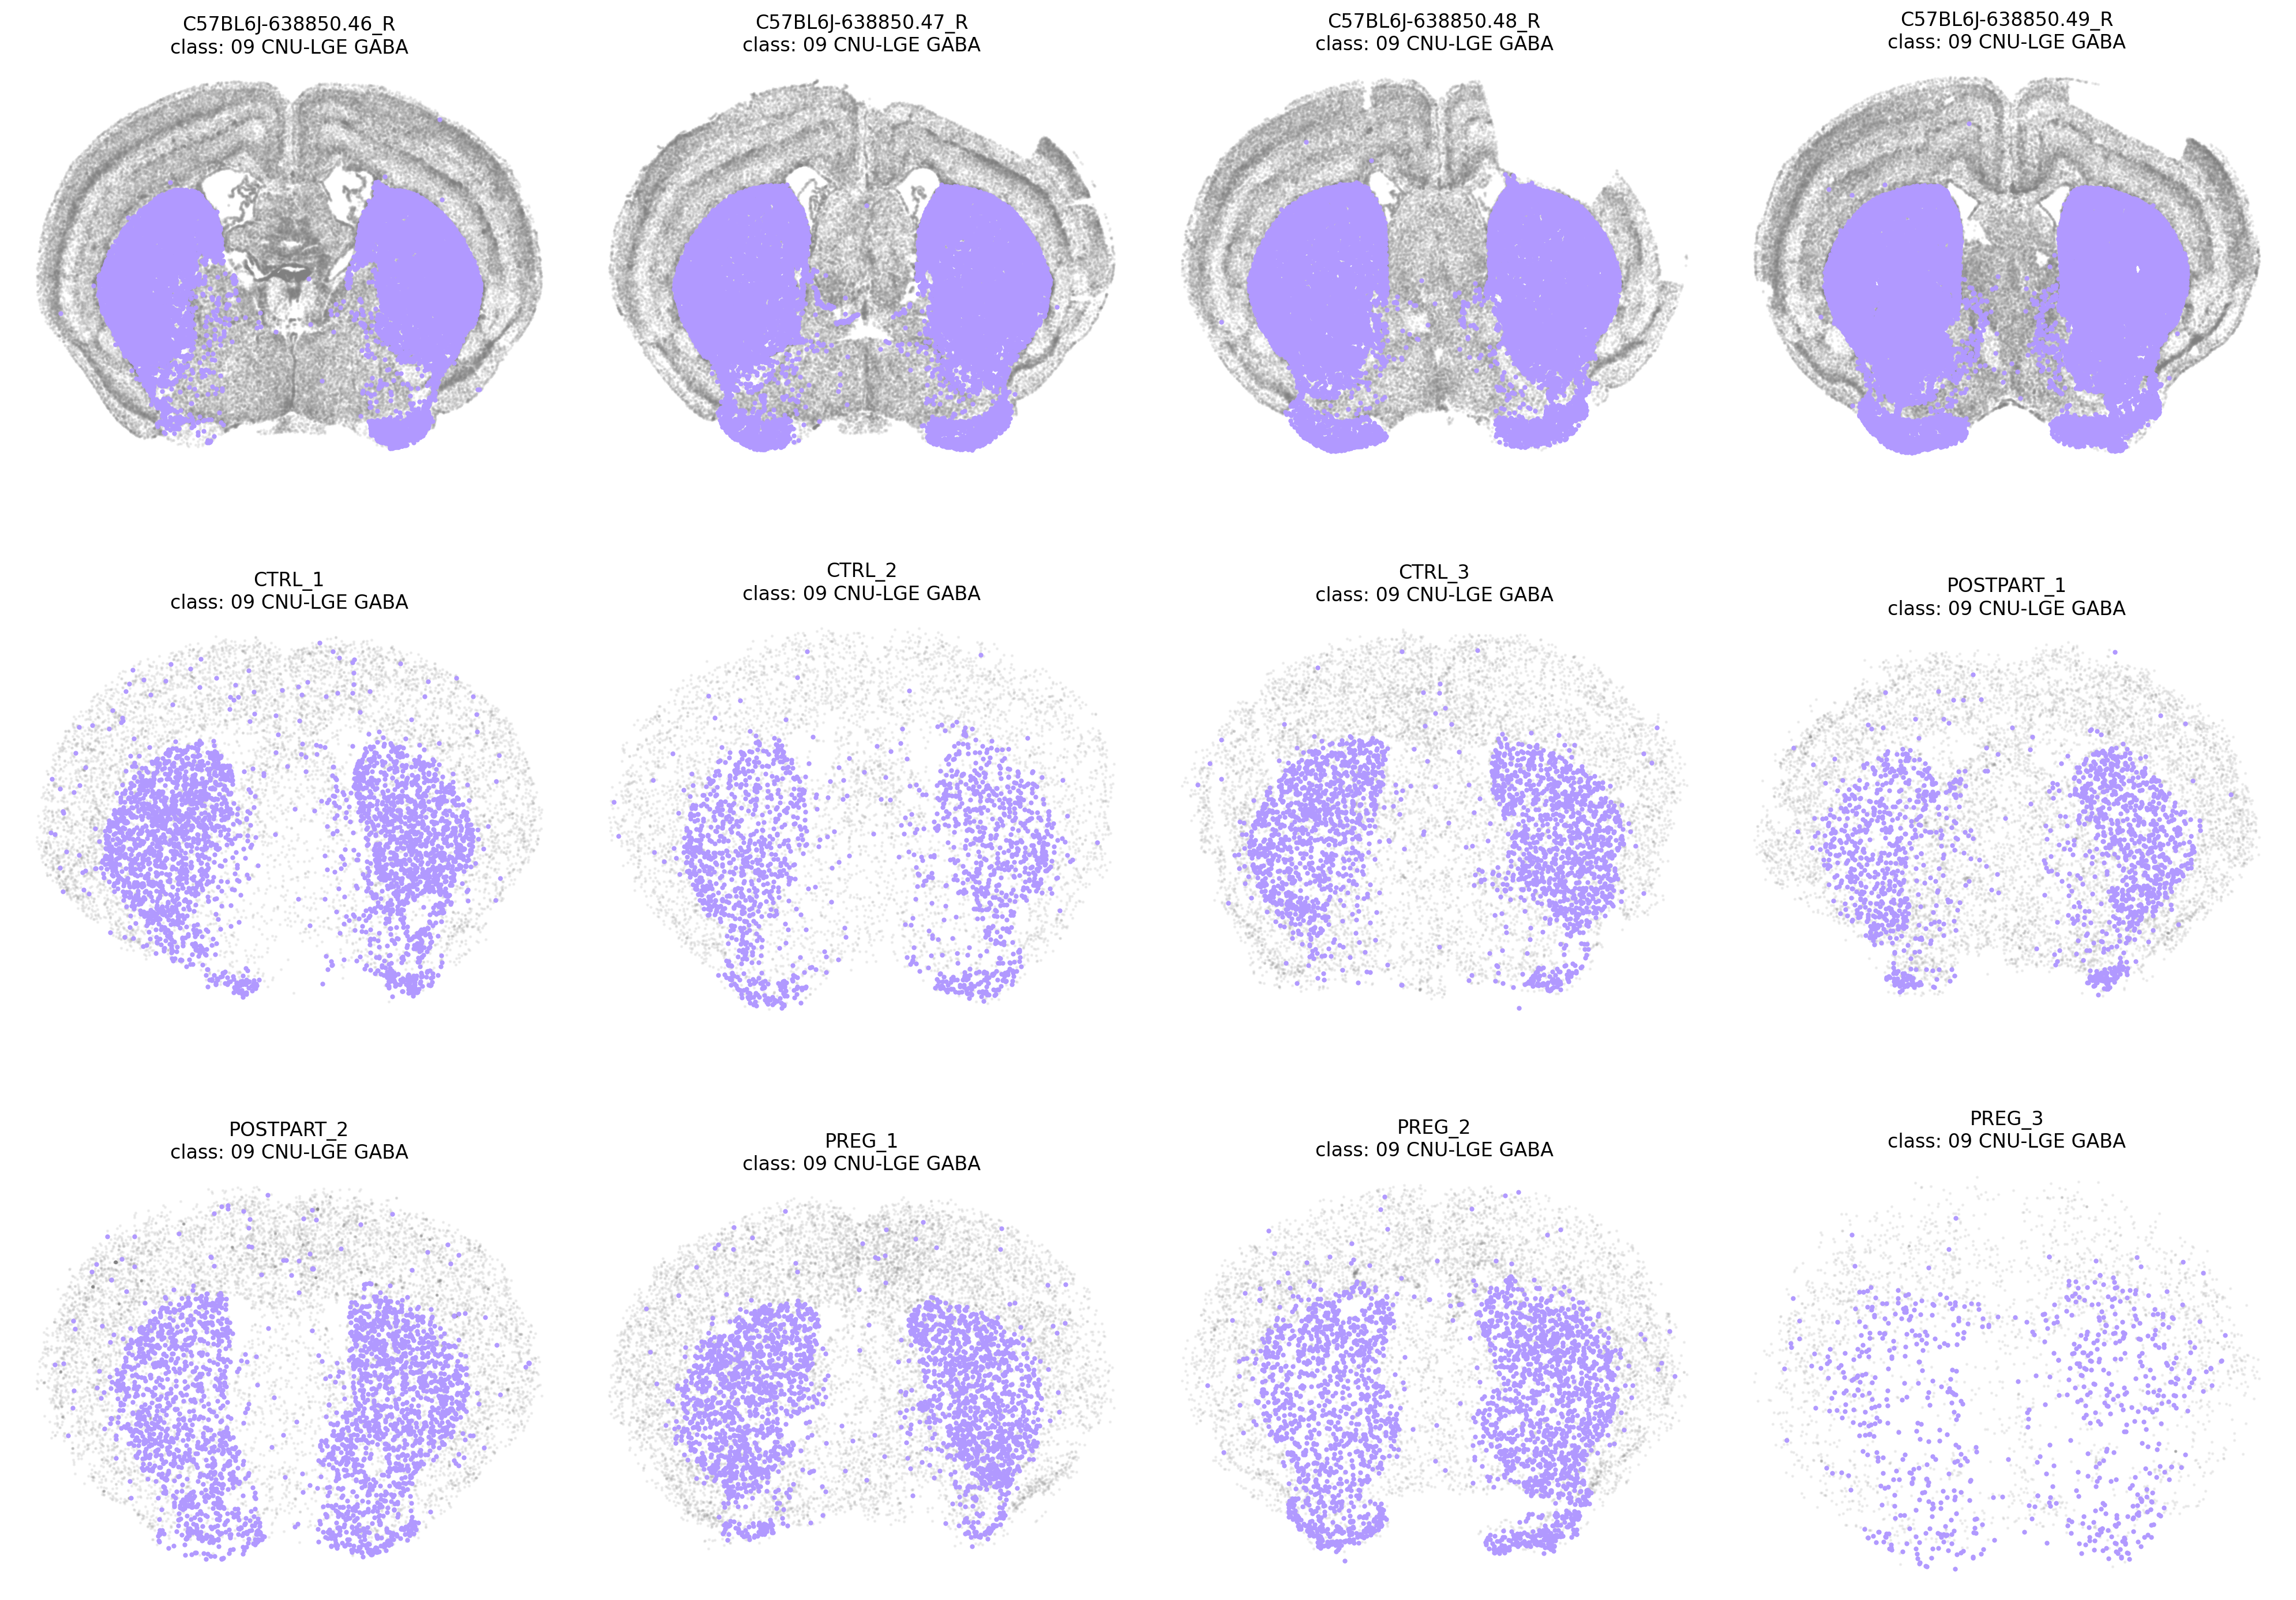 C57BL6J-638850.46_R
class: 09 CNU-LGE GABA
C57BL6J-638850.47_R
class: 09 CNU-LGE GABA
C57BL6J-638850.48_R
class: 09 CNU-LGE GABA
C57BL6J-638850.49_R
class: 09 CNU-LGE GABA
CTRL_1
class: 09 CNU-LGE GABA
CTRL_2
class: 09 CNU-LGE GABA
CTRL_3
class: 09 CNU-LGE GABA
POSTPART_1
class: 09 CNU-LGE GABA
POSTPART_2
class: 09 CNU-LGE GABA
PREG_1
class: 09 CNU-LGE GABA
PREG_2
class: 09 CNU-LGE GABA
PREG_3
class: 09 CNU-LGE GABA